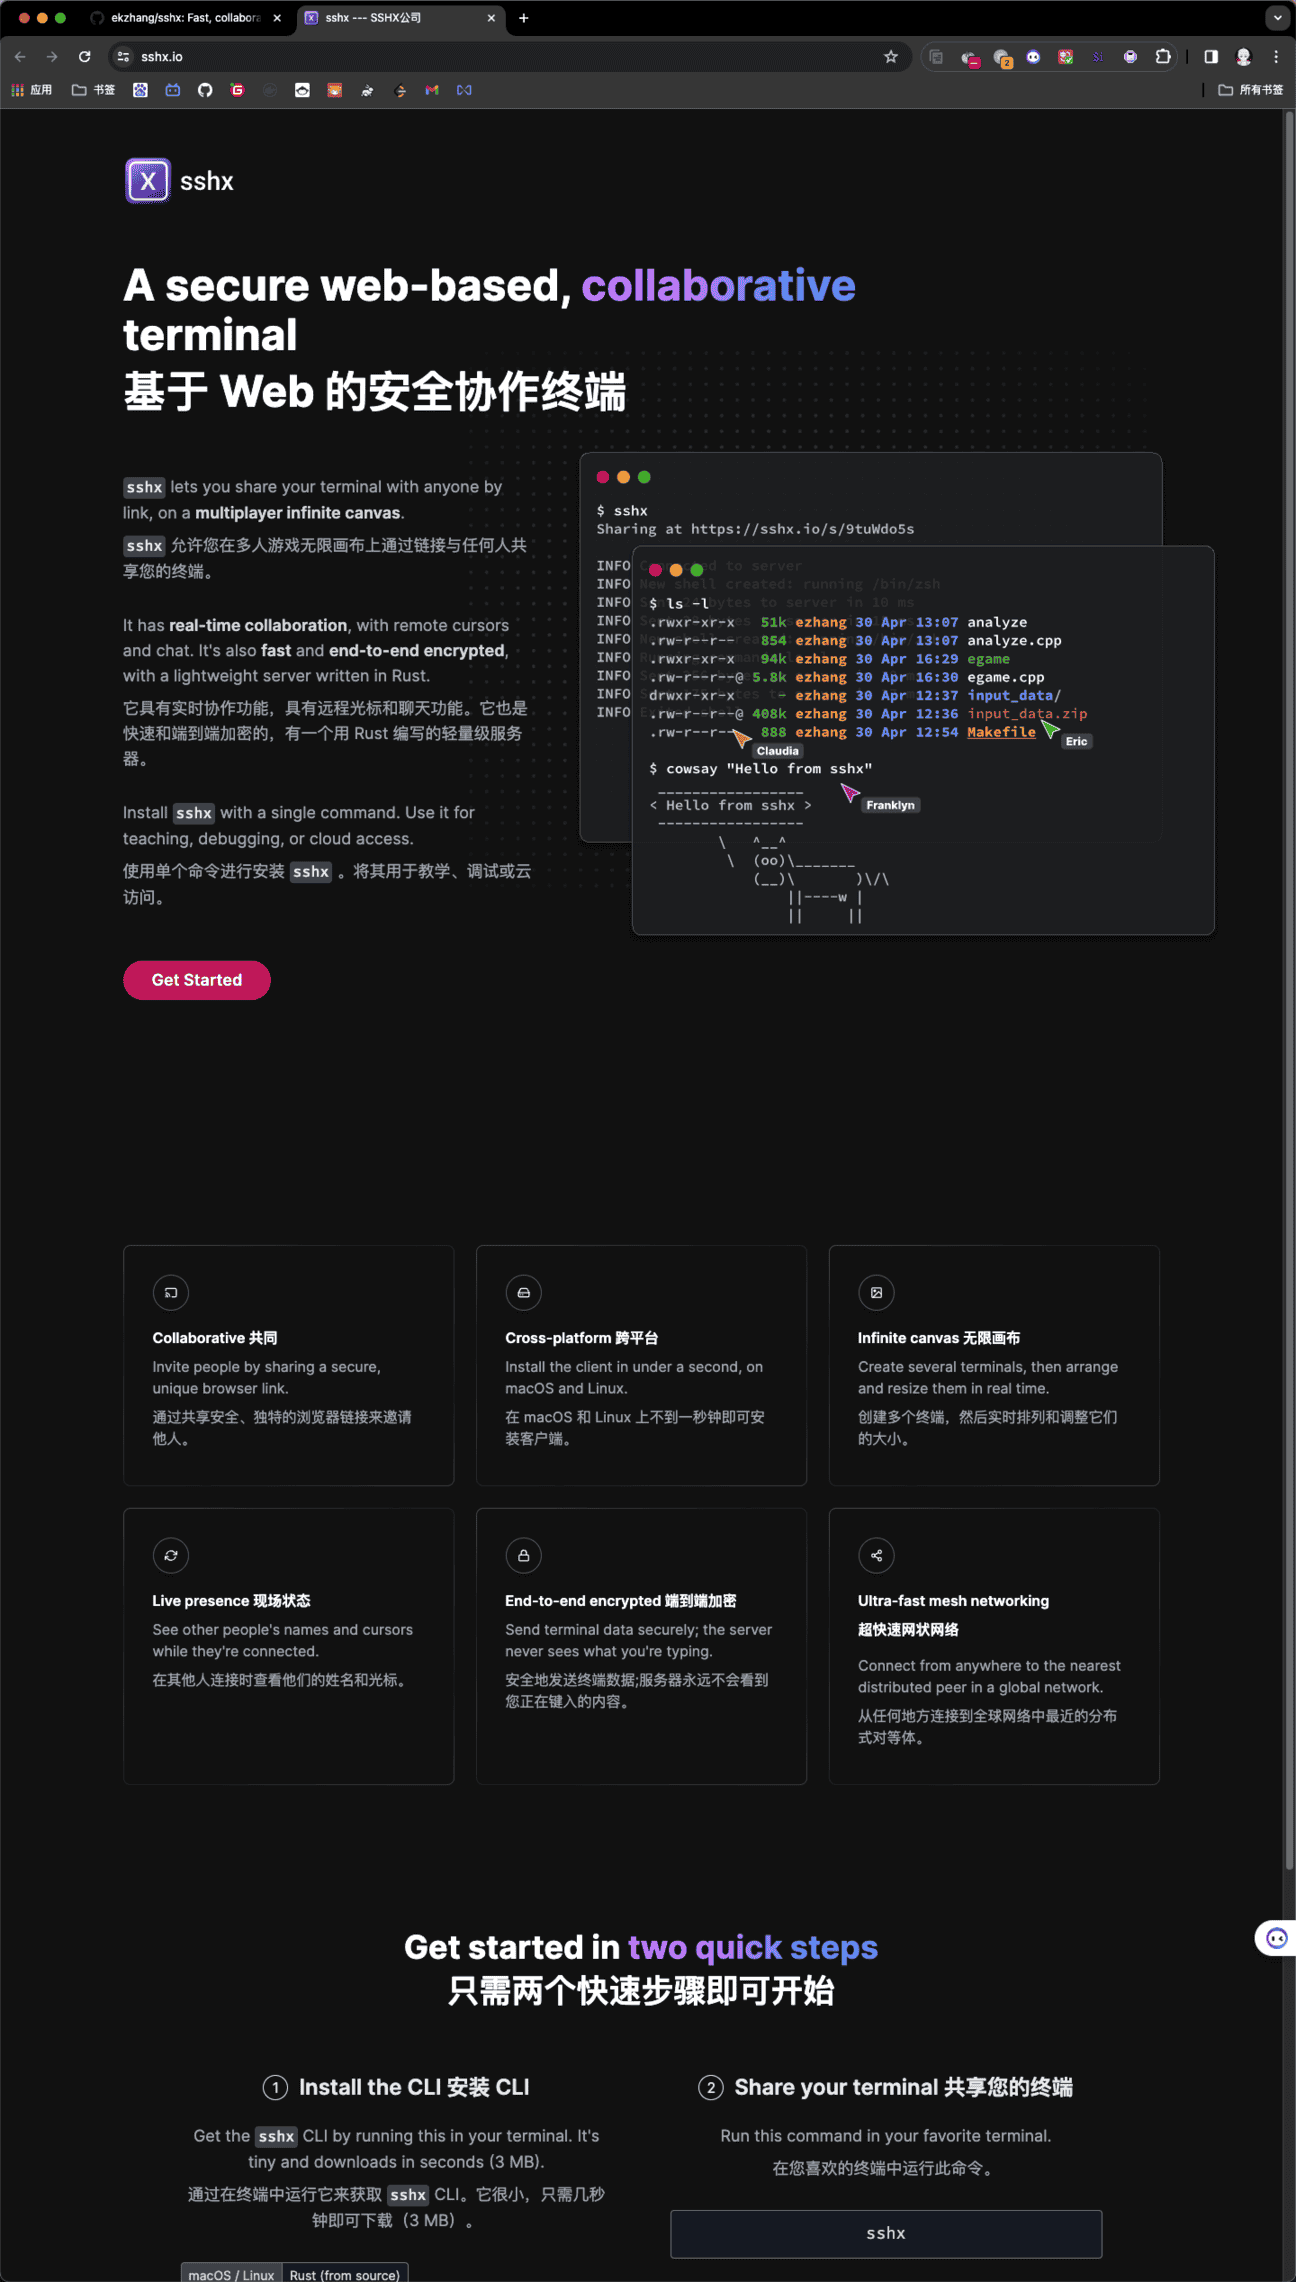 ekzhang/sshx: Fast, collabora
sshx --- SSHX公司
sshx.io
应用
书签
所有书签
sshx
A secure web-based, collaborative
terminal
基于 Web 的安全协作终端
sshx lets you share your terminal with anyone by
link, on a multiplayer infinite canvas.
sshx 允许您在多人游戏无限画布上通过链接与任何人共
享您的终端。
It has real-time collaboration, with remote cursors
and chat. It's also fast and end-to-end encrypted,
with a lightweight server written in Rust.
它具有实时协作功能，具有远程光标和聊天功能。它也是
快速和端到端加密的，有一个用 Rust 编写的轻量级服务
器。
Install sshx with a single command. Use it for
teaching, debugging, or cloud access.
使用单个命令进行安装 sshx 。将其用于教学、调试或云
访问。
Get Started
$ sshx
Sharing at https://sshx.io/s/9tuWdo5s
INFO
INFO New shell created: running /bin/zsh
INFO
INFO
INFO
INFO
INFO
INFO
INFO
$ ls -l
.rwxr-xr-x 51k ezhang 30 Apr 13:07 analyze
.rw-r--r-- 854 ezhang 30 Apr 13:07 analyze.cpp
.rwxr-xr-x 94k ezhang 30 Apr 16:29 egame
.rw-r--r--@ 5.8k ezhang 30 Apr 16:30 egame.cpp
drwxr-xr-x - ezhang 30 Apr 12:37 input_data/
.rw-r--r--@ 408k ezhang 30 Apr 12:36 input_data.zip
.rw-r--r-- 888 ezhang 30 Apr 12:54 Makefile
Claudia
Eric
$ cowsay "Hello from sshx"
Franklyn
 _________________
< Hello from sshx >
 -----------------
        \   ^__^
         \  (oo)\_______
            (__)\       )\/\
                ||----w |
                ||     ||
Collaborative 共同
Invite people by sharing a secure,
unique browser link.
通过共享安全、独特的浏览器链接来邀请
他人。
Cross-platform 跨平台
Install the client in under a second, on
macOS and Linux.
在 macOS 和 Linux 上不到一秒钟即可安
装客户端。
Infinite canvas 无限画布
Create several terminals, then arrange
and resize them in real time.
创建多个终端，然后实时排列和调整它们
的大小。
Live presence 现场状态
See other people's names and cursors
while they're connected.
在其他人连接时查看他们的姓名和光标。
End-to-end encrypted 端到端加密
Send terminal data securely; the server
never sees what you're typing.
安全地发送终端数据;服务器永远不会看到
您正在键入的内容。
Ultra-fast mesh networking
超快速网状网络
Connect from anywhere to the nearest
distributed peer in a global network.
从任何地方连接到全球网络中最近的分布
式对等体。
Get started in two quick steps
只需两个快速步骤即可开始
1 Install the CLI 安装 CLI
Get the sshx CLI by running this in your terminal. It's
tiny and downloads in seconds (3 MB).
通过在终端中运行它来获取 sshx CLI。它很小，只需几秒
钟即可下载（3 MB）。
macOS / Linux
Rust (from source)
2 Share your terminal 共享您的终端
Run this command in your favorite terminal.
在您喜欢的终端中运行此命令。
sshx